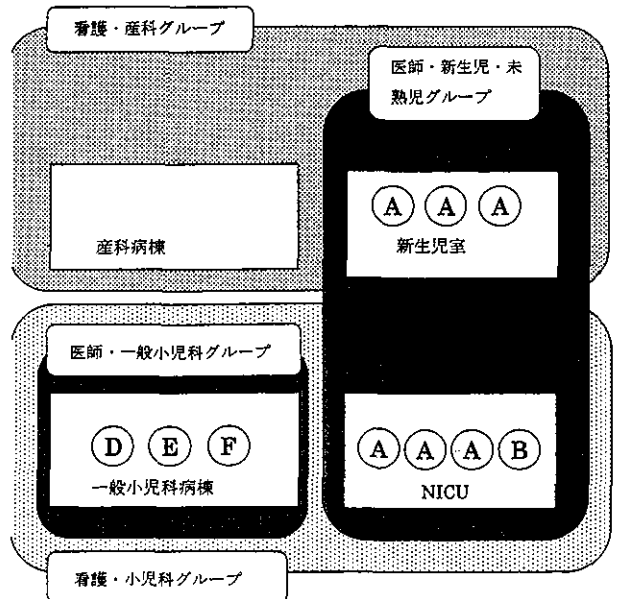 看護・産科グループ
医師・新生児・未
熟児グループ
A A A
産科病棟
新生児室
医師・一般小児科グループ
D E F
一般小児科病棟
A A A B
NICU
看護・小児科グループ